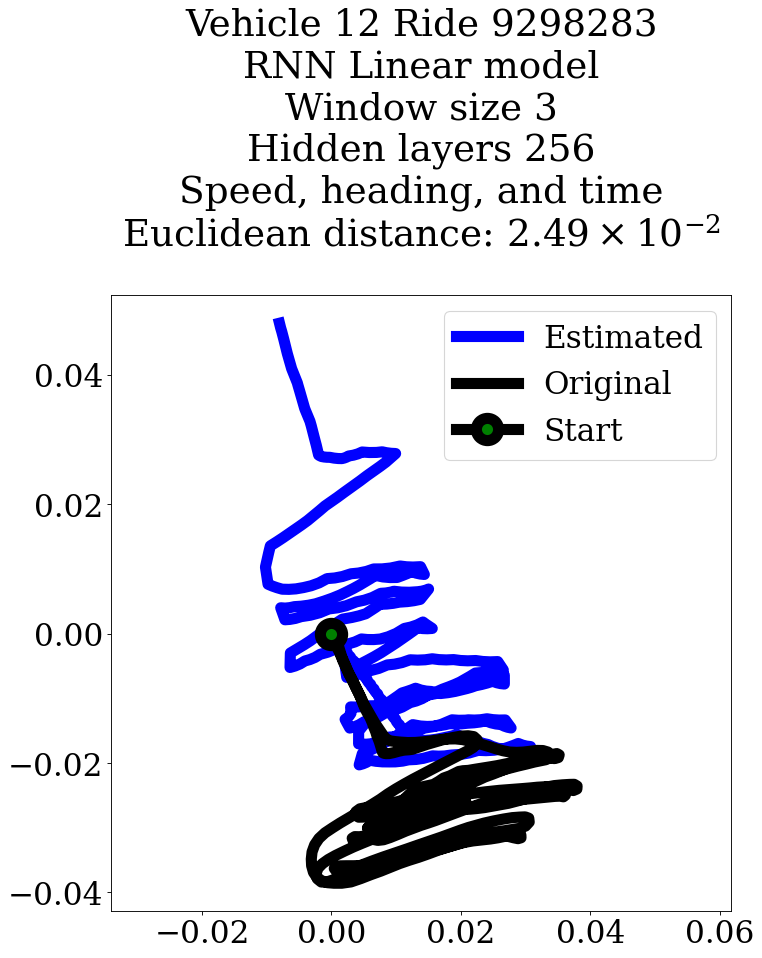 Vehicle 12 Ride 9298283
RNN Linear model
Window size 3
Hidden layers 256
Speed, heading, and time
Euclidean distance: 2.49 × 10⁻²
Estimated
Original
Start
0.04
0.02
0.00
−0.02
−0.04
−0.02 0.00 0.02 0.04 0.06